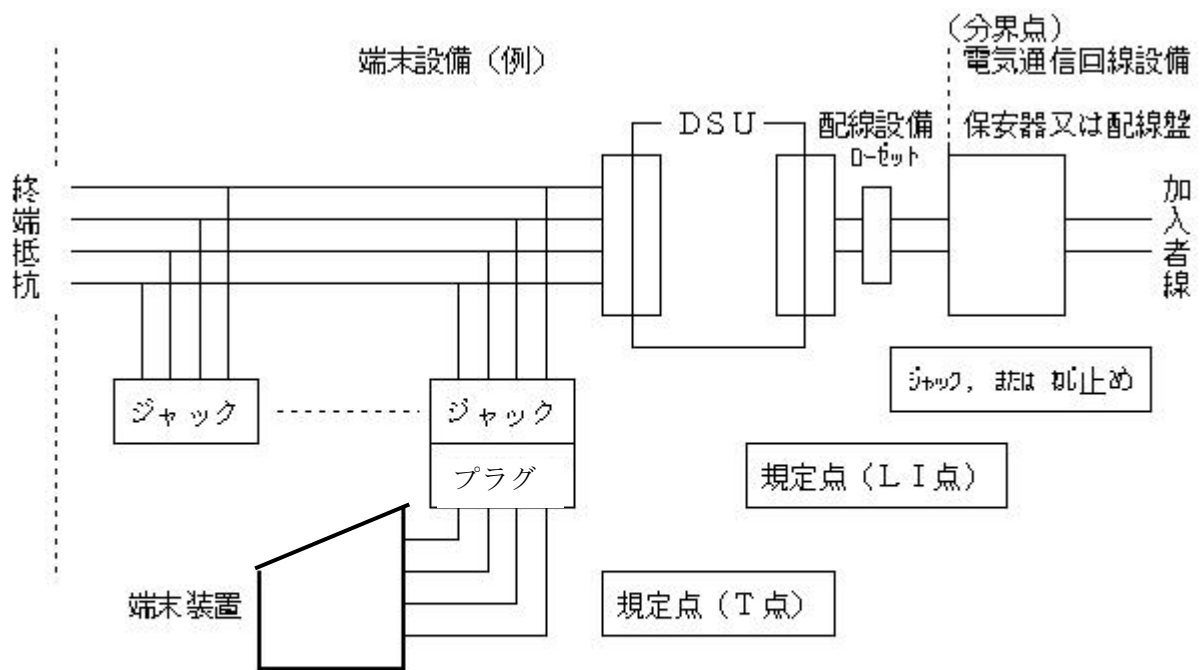 （分界点）
端末設備（例）
電気通信回線設備
DSU
配線設備
ﾛｰｾﾞｯﾄ
保安器又は配線盤
終端抵抗
加入者線
ｼﾞｬｯｸ，または ﾈｼﾞ止め
ジャック
ジャック
プラグ
規定点（ＬＩ点）
端末装置
規定点（Ｔ点）